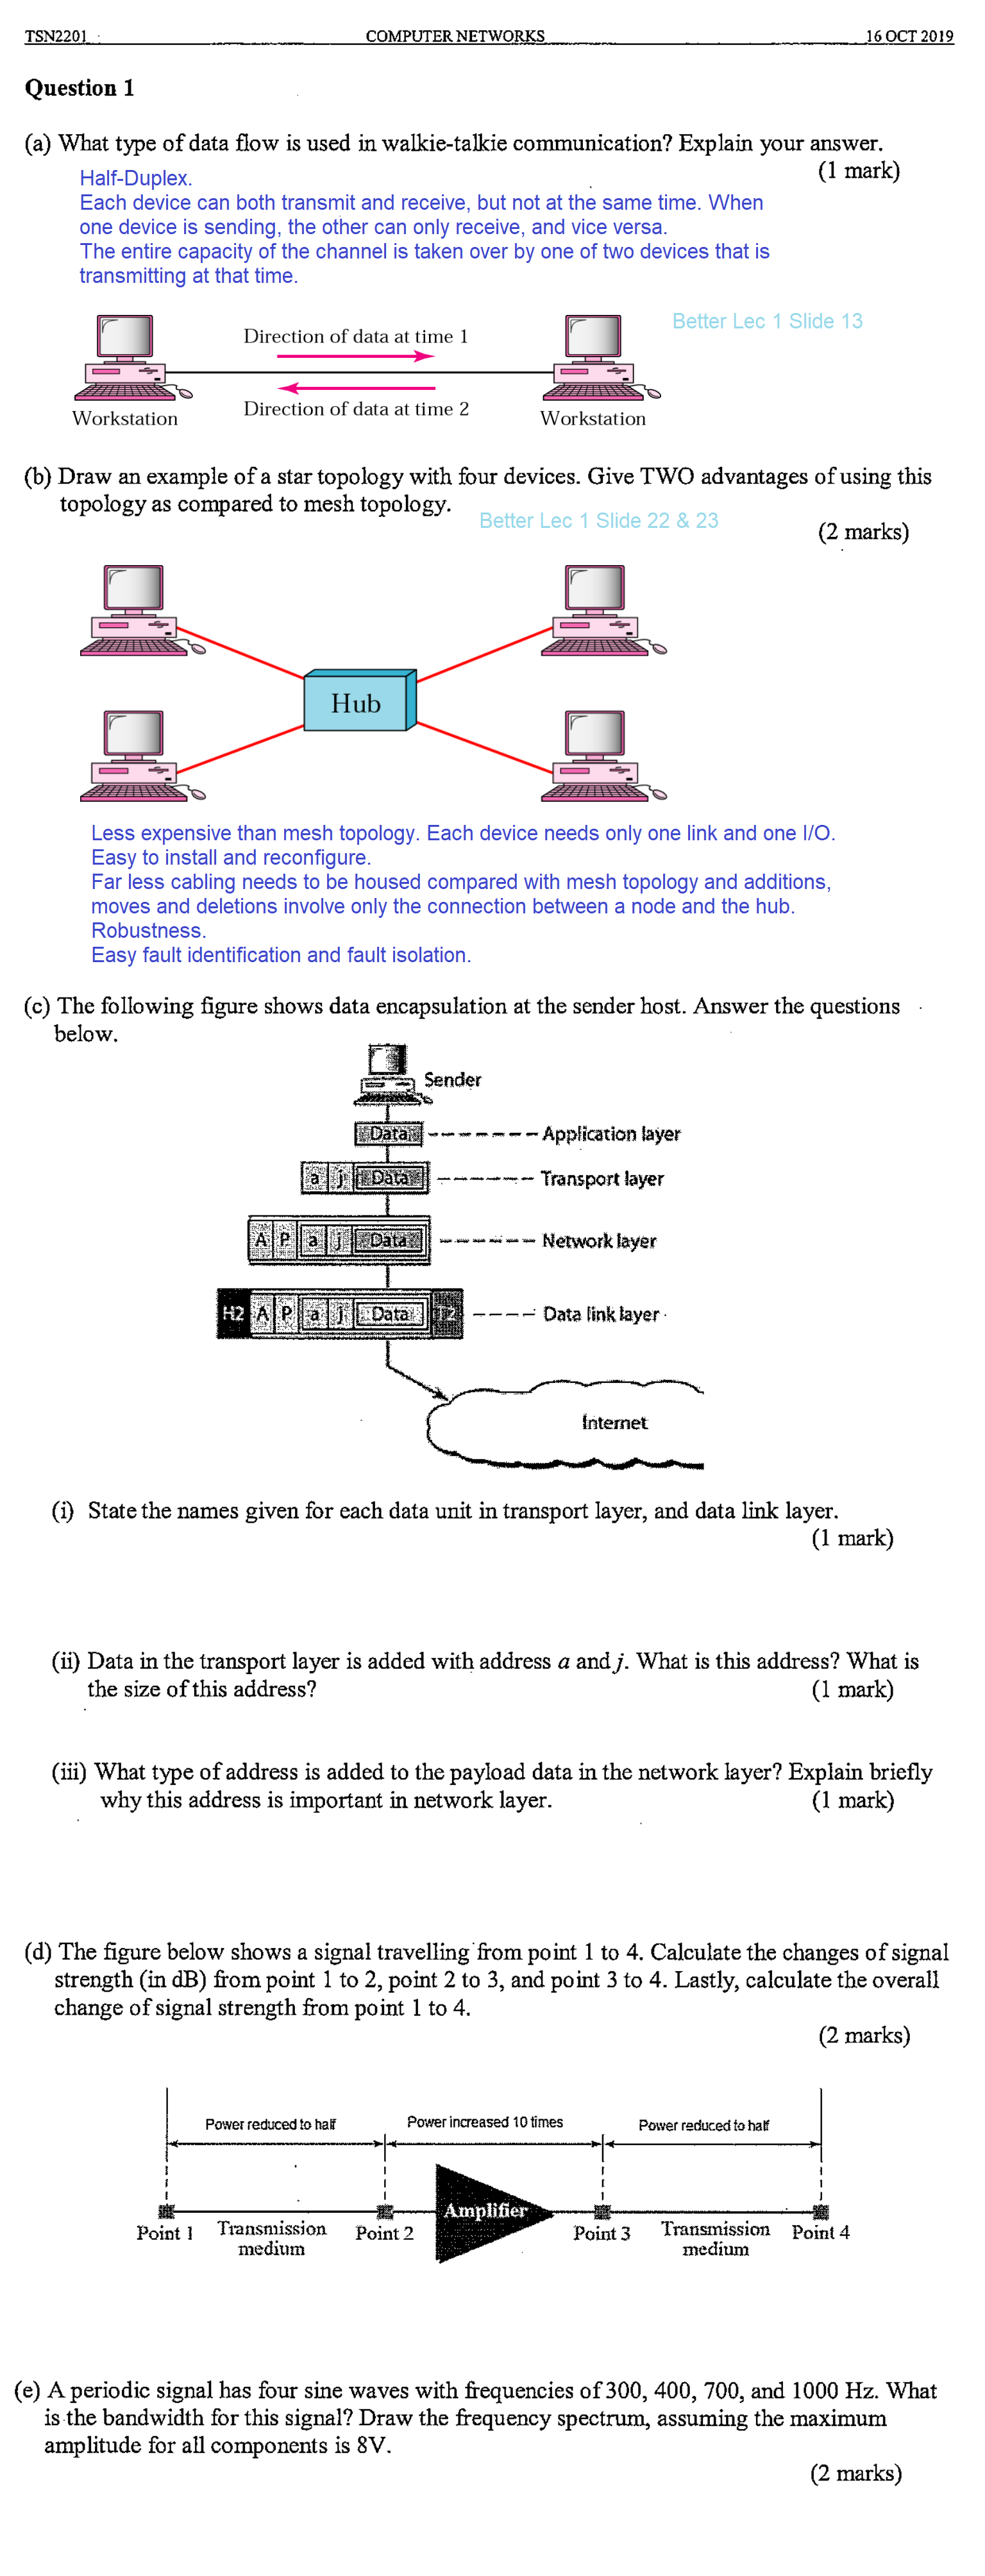 TSN2201 COMPUTER NETWORKS 16 OCT 2019
Question 1
(a) What type of data flow is used in walkie-talkie communication? Explain your answer.
(1 mark)
Half-Duplex.
Each device can both transmit and receive, but not at the same time. When
one device is sending, the other can only receive, and vice versa.
The entire capacity of the channel is taken over by one of two devices that is
transmitting at that time.
Better Lec 1 Slide 13
Direction of data at time 1
Direction of data at time 2
Workstation Workstation
(b) Draw an example of a star topology with four devices. Give TWO advantages of using this
topology as compared to mesh topology.
Better Lec 1 Slide 22 & 23
(2 marks)
Hub
Less expensive than mesh topology. Each device needs only one link and one I/O.
Easy to install and reconfigure.
Far less cabling needs to be housed compared with mesh topology and additions,
moves and deletions involve only the connection between a node and the hub.
Robustness.
Easy fault identification and fault isolation.
(c) The following figure shows data encapsulation at the sender host. Answer the questions
below.
Sender
Data Application layer
a j Data Transport layer
A P a j Data Network layer
H2 A P a j Data T2 Data link layer
Internet
(i) State the names given for each data unit in transport layer, and data link layer.
(1 mark)
(ii) Data in the transport layer is added with address a and j. What is this address? What is
the size of this address? (1 mark)
(iii) What type of address is added to the payload data in the network layer? Explain briefly
why this address is important in network layer. (1 mark)
(d) The figure below shows a signal travelling from point 1 to 4. Calculate the changes of signal
strength (in dB) from point 1 to 2, point 2 to 3, and point 3 to 4. Lastly, calculate the overall
change of signal strength from point 1 to 4.
(2 marks)
Power reduced to half Power increased 10 times Power reduced to half
Amplifier
Point 1 Transmission medium Point 2 Point 3 Transmission medium Point 4
(e) A periodic signal has four sine waves with frequencies of 300, 400, 700, and 1000 Hz. What
is the bandwidth for this signal? Draw the frequency spectrum, assuming the maximum
amplitude for all components is 8V.
(2 marks)